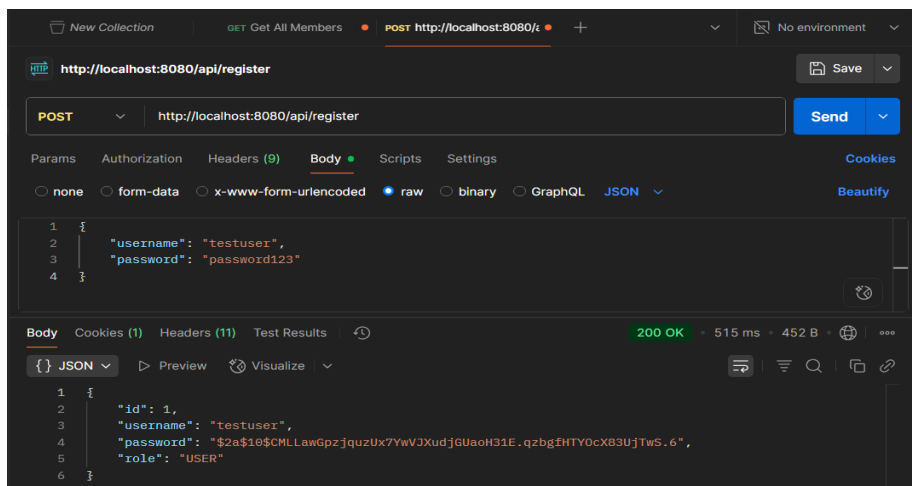 New Collection GET Get All Members POST http://localhost:8080/a No environment
HTTP http://localhost:8080/api/register Save
POST http://localhost:8080/api/register Send
Params Authorization Headers (9) Body Scripts Settings Cookies
none form-data x-www-form-urlencoded raw binary GraphQL JSON Beautify
1 {
2 "username": "testuser",
3 "password": "password123"
4 }
Body Cookies (1) Headers (11) Test Results 200 OK 515 ms 452 B
{} JSON Preview Visualize
1 {
2 "id": 1,
3 "username": "testuser",
4 "password": "$2a$10$CMLLawGpzjquzUx7YwVJXudjGUaoH31E.qzbgfHTYOcX83UjTwS.6",
5 "role": "USER"
6 }